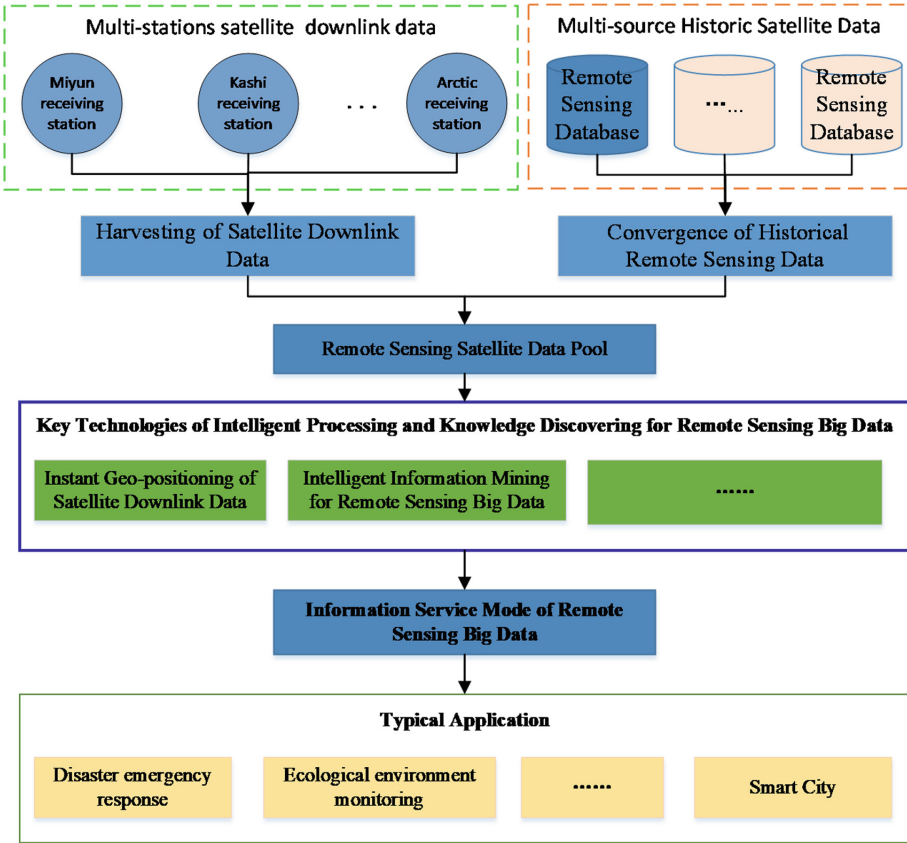 Multi-stations satellite downlink data
Multi-source Historic Satellite Data
Miyun
receiving
station
Kashi
receiving
station
. . .
Arctic
receiving
station
Remote
Sensing
Database
......
Remote
Sensing
Database
Harvesting of Satellite Downlink
Data
Convergence of Historical
Remote Sensing Data
Remote Sensing Satellite Data Pool
Key Technologies of Intelligent Processing and Knowledge Discovering for Remote Sensing Big Data
Instant Geo-positioning of
Satellite Downlink Data
Intelligent Information Mining
for Remote Sensing Big Data
......
Information Service Mode of Remote
Sensing Big Data
Typical Application
Disaster emergency
response
Ecological environment
monitoring
......
Smart City